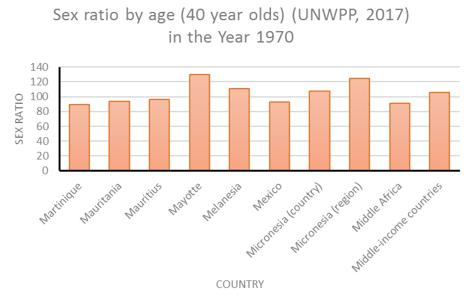 Sex ratio by age (40 year olds) (UNWPP, 2017)
in the Year 1970
SEX RATIO
140
120
100
80
60
40
20
0
Martinique
Mauritania
Mauritius
Mayotte
Melanesia
Mexico
Micronesia (country)
Micronesia (region)
Middle Africa
Middle-income countries
COUNTRY